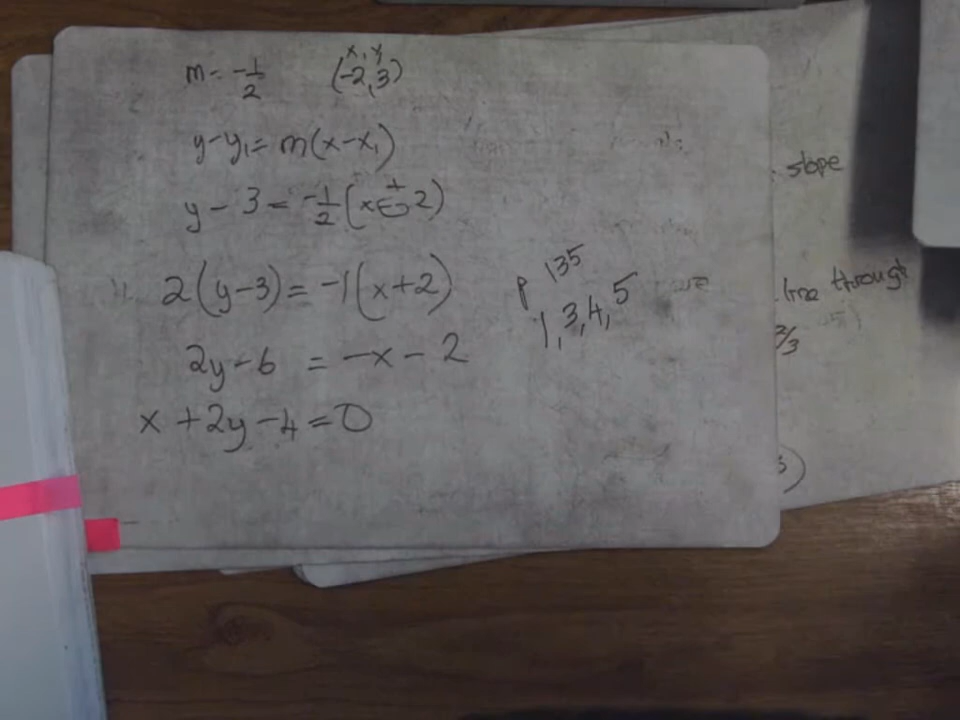 m = -1/2 (-2, 3)
x, y
y - y₁ = m(x - x₁)
y - 3 = -1/2 (x + - 2)
2(y - 3) = -1(x + 2)
2y - 6 = -x - 2
x + 2y - 4 = 0
p 135
1, 3, 4, 5
slope
line through